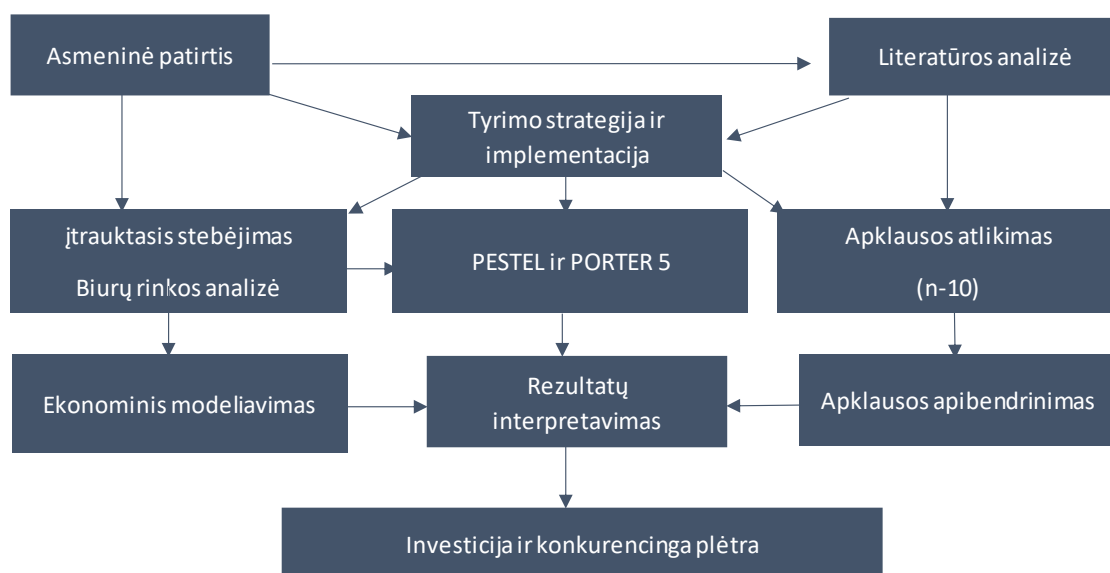 Asmeninė patirtis
Literatūros analizė
Tyrimo strategija ir
implementacija
įtrauktasis stebėjimas
Biurų rinkos analizė
PESTEL ir PORTER 5
Apklausos atlikimas
(n-10)
Ekonominis modeliavimas
Rezultatų
interpretavimas
Apklausos apibendrinimas
Investicija ir konkurencinga plėtra